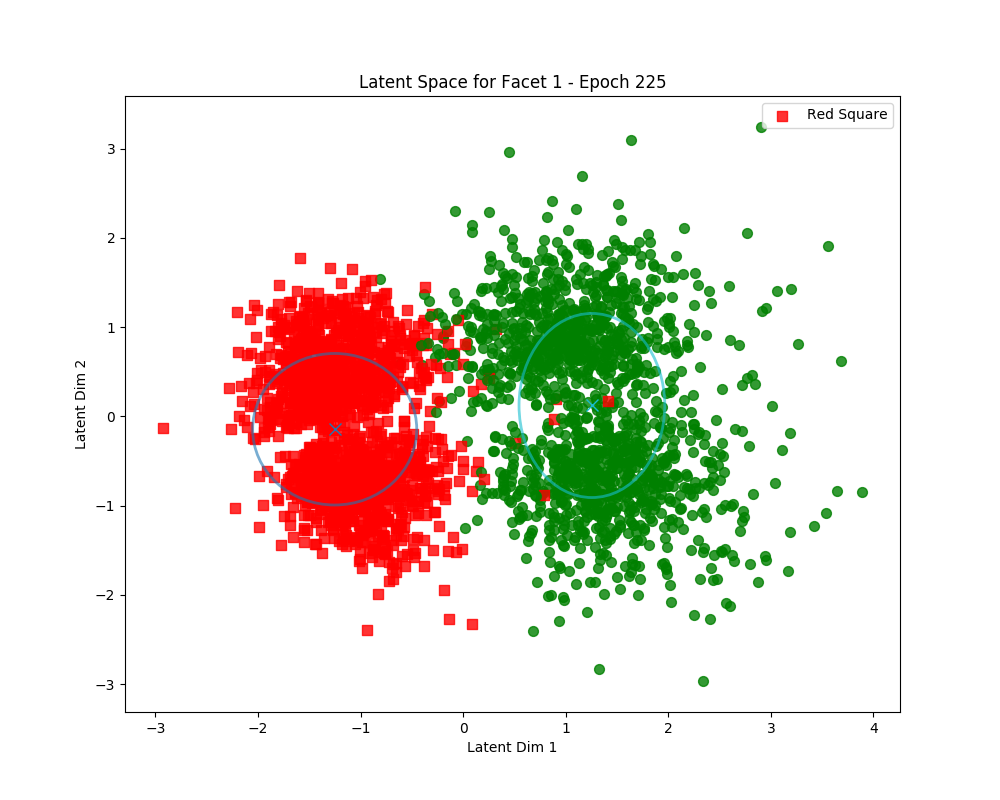 Latent Space for Facet 1 - Epoch 225
Red Square
3
2
1
0
−1
−2
−3
Latent Dim 2
−3 −2 −1 0 1 2 3 4
Latent Dim 1